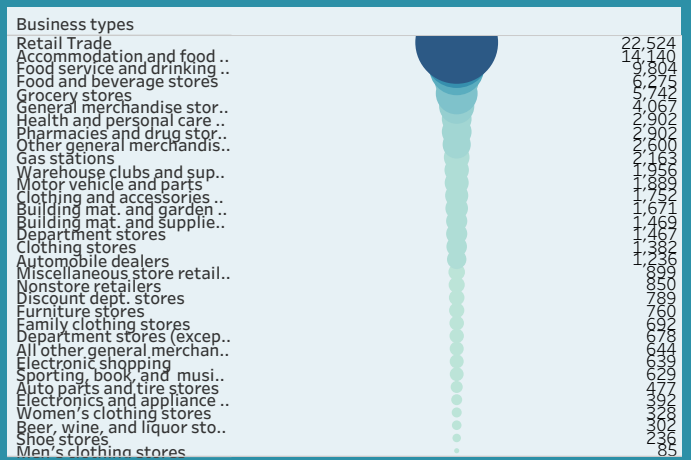 Business types
Retail Trade 22,524
Accommodation and food .. 14,140
Food service and drinking .. 9,804
Food and beverage stores 6,275
Grocery stores 5,742
General merchandise stor.. 4,067
Health and personal care .. 2,902
Pharmacies and drug stor.. 2,902
Other general merchandis.. 2,600
Gas stations 2,163
Warehouse clubs and sup.. 1,956
Motor vehicle and parts 1,889
Clothing and accessories .. 1,752
Building mat. and garden .. 1,671
Building mat. and supplie.. 1,469
Department stores 1,467
Clothing stores 1,382
Automobile dealers 1,236
Miscellaneous store retail.. 899
Nonstore retailers 850
Discount dept. stores 789
Furniture stores 760
Family clothing stores 692
Department stores (excep.. 678
All other general merchan.. 644
Electronic shopping 639
Sporting, book, and musi.. 629
Auto parts and tire stores 477
Electronics and appliance .. 392
Women's clothing stores 328
Beer, wine, and liquor sto.. 302
Shoe stores 236
Men's clothing stores 85